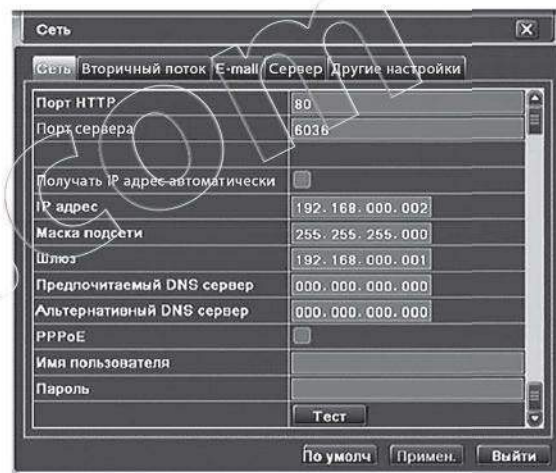 Сеть
Сеть Вторичный поток E-mail Сервер Другие настройки
Порт HTTP 80
Порт сервера 6036
Получать IP адрес автоматически
IP адрес 192.168.000.002
Маска подсети 255.255.255.000
Шлюз 192.168.000.001
Предпочитаемый DNS сервер 000.000.000.000
Альтернативный DNS сервер 000.000.000.000
PPPoE
Имя пользователя
Пароль
Тест
По умолч Примен. Выйти